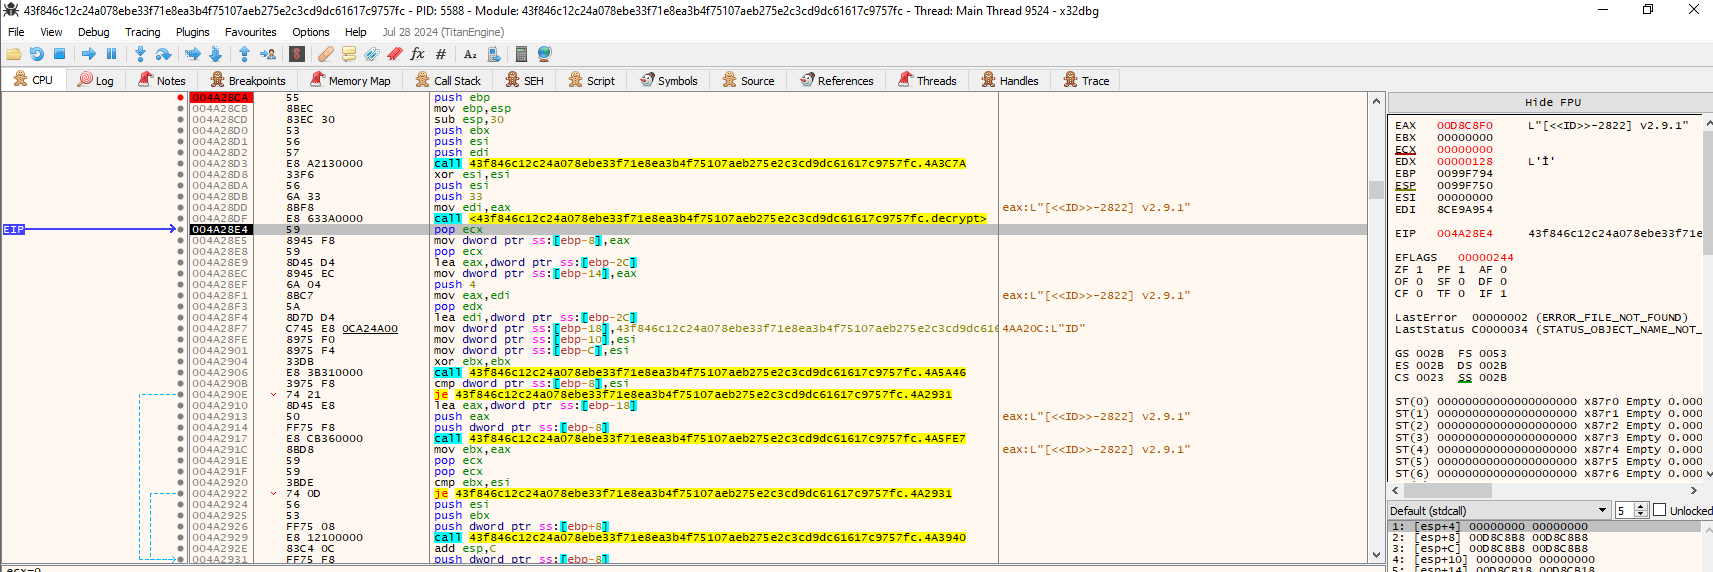 43f846c12c24a078ebe33f71e8ea3b4f75107aeb275e2c3cd9dc61617c9757fc - PID: 5588 - Module: 43f846c12c24a078ebe33f71e8ea3b4f75107aeb275e2c3cd9dc61617c9757fc - Thread: Main Thread 9524 - x32dbg
File View Debug Tracing Plugins Favourites Options Help Jul 28 2024 (TitanEngine)
CPU Log Notes Breakpoints Memory Map Call Stack SEH Script Symbols Source References Threads Handles Trace
004A28CA 55 push ebp
004A28CB 8BEC mov ebp,esp
004A28CD 83EC 30 sub esp,30
004A28D0 53 push ebx
004A28D1 56 push esi
004A28D2 57 push edi
004A28D3 E8 A2130000 call 43f846c12c24a078ebe33f71e8ea3b4f75107aeb275e2c3cd9dc61617c9757fc.4A3C7A
004A28D8 33F6 xor esi,esi
004A28DA 56 push esi
004A28DB 6A 33 push 33
004A28DD 8BF8 mov edi,eax eax:L"[<<ID>>-2822] v2.9.1"
004A28DF E8 633A0000 call <43f846c12c24a078ebe33f71e8ea3b4f75107aeb275e2c3cd9dc61617c9757fc.decrypt>
EIP 004A28E4 59 pop ecx
004A28E5 8945 F8 mov dword ptr ss:[ebp-8],eax
004A28E8 59 pop ecx
004A28E9 8D45 D4 lea eax,dword ptr ss:[ebp-2C]
004A28EC 8945 EC mov dword ptr ss:[ebp-14],eax
004A28EF 6A 04 push 4
004A28F1 8BC7 mov eax,edi eax:L"[<<ID>>-2822] v2.9.1"
004A28F3 5A pop edx
004A28F4 8D7D D4 lea edi,dword ptr ss:[ebp-2C]
004A28F7 C745 E8 0CA24A00 mov dword ptr ss:[ebp-18],43f846c12c24a078ebe33f71e8ea3b4f75107aeb275e2c3cd9dc61 4AA20C:L"ID"
004A28FE 8975 F0 mov dword ptr ss:[ebp-10],esi
004A2901 8975 F4 mov dword ptr ss:[ebp-C],esi
004A2904 33DB xor ebx,ebx
004A2906 E8 3B310000 call 43f846c12c24a078ebe33f71e8ea3b4f75107aeb275e2c3cd9dc61617c9757fc.4A5A46
004A290B 3975 F8 cmp dword ptr ss:[ebp-8],esi
004A290E 74 21 je 43f846c12c24a078ebe33f71e8ea3b4f75107aeb275e2c3cd9dc61617c9757fc.4A2931
004A2910 8D45 E8 lea eax,dword ptr ss:[ebp-18]
004A2913 50 push eax eax:L"[<<ID>>-2822] v2.9.1"
004A2914 FF75 F8 push dword ptr ss:[ebp-8]
004A2917 E8 CB360000 call 43f846c12c24a078ebe33f71e8ea3b4f75107aeb275e2c3cd9dc61617c9757fc.4A5FE7
004A291C 8BD8 mov ebx,eax eax:L"[<<ID>>-2822] v2.9.1"
004A291E 59 pop ecx
004A291F 59 pop ecx
004A2920 3BDE cmp ebx,esi
004A2922 74 0D je 43f846c12c24a078ebe33f71e8ea3b4f75107aeb275e2c3cd9dc61617c9757fc.4A2931
004A2924 56 push esi
004A2925 53 push ebx
004A2926 FF75 08 push dword ptr ss:[ebp+8]
004A2929 E8 12100000 call 43f846c12c24a078ebe33f71e8ea3b4f75107aeb275e2c3cd9dc61617c9757fc.4A3940
004A292E 83C4 0C add esp,C
004A2931 FF75 F8 push dword ptr ss:[ebp-8]
ecx=0
Hide FPU
EAX 00D8C8F0 L"[<<ID>>-2822] v2.9.1"
EBX 00000000
ECX 00000000
EDX 00000128 L'Ĩ'
EBP 0099F794
ESP 0099F750
ESI 00000000
EDI 8CE9A954
EIP 004A28E4 43f846c12c24a078ebe33f71e
EFLAGS 00000244
ZF 1 PF 1 AF 0
OF 0 SF 0 DF 0
CF 0 TF 0 IF 1
LastError 00000002 (ERROR_FILE_NOT_FOUND)
LastStatus C0000034 (STATUS_OBJECT_NAME_NOT_
GS 002B FS 0053
ES 002B DS 002B
CS 0023 SS 002B
ST(0) 00000000000000000000 x87r0 Empty 0.000
ST(1) 00000000000000000000 x87r1 Empty 0.000
ST(2) 00000000000000000000 x87r2 Empty 0.000
ST(3) 00000000000000000000 x87r3 Empty 0.000
ST(4) 00000000000000000000 x87r4 Empty 0.000
ST(5) 00000000000000000000 x87r5 Empty 0.000
ST(6) 00000000000000000000 x87r6 Empty 0.000
Default (stdcall) 5 Unlocked
1: [esp+4] 00000000 00000000
2: [esp+8] 00D8C8B8 00D8C8B8
3: [esp+C] 00D8C8B8 00D8C8B8
4: [esp+10] 00000000 00000000
5: [esp+14] 00D8CB18 00D8CB18